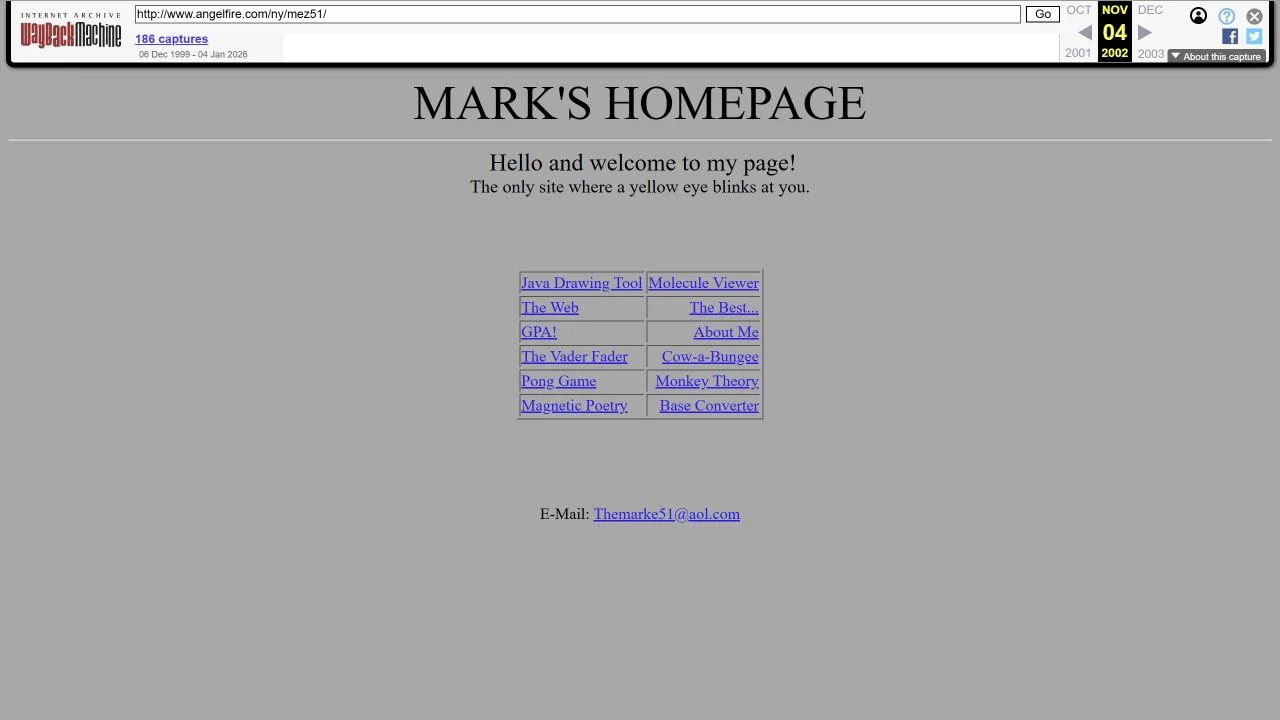 INTERNET ARCHIVE
WayBackMachine
http://www.angelfire.com/ny/mez51/
Go
186 captures
06 Dec 1999 - 04 Jan 2026
OCT NOV DEC
04
2001 2002 2003
About this capture
MARK'S HOMEPAGE
Hello and welcome to my page!
The only site where a yellow eye blinks at you.
Java Drawing Tool Molecule Viewer
The Web The Best...
GPA! About Me
The Vader Fader Cow-a-Bungee
Pong Game Monkey Theory
Magnetic Poetry Base Converter
E-Mail: Themarke51@aol.com